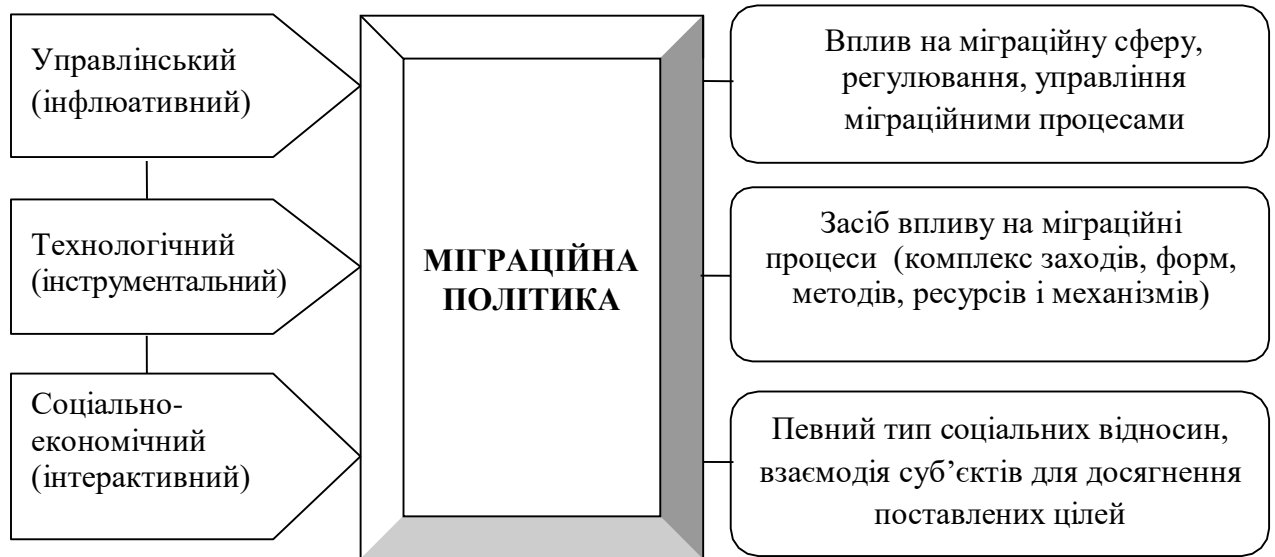 Управлінський
(інфлюативний)
Технологічний
(інструментальний)
Соціально-
економічний
(інтерактивний)
МІГРАЦІЙНА
ПОЛІТИКА
Вплив на міграційну сферу,
регулювання, управління
міграційними процесами
Засіб впливу на міграційні
процеси (комплекс заходів, форм,
методів, ресурсів і механізмів)
Певний тип соціальних відносин,
взаємодія суб’єктів для досягнення
поставлених цілей